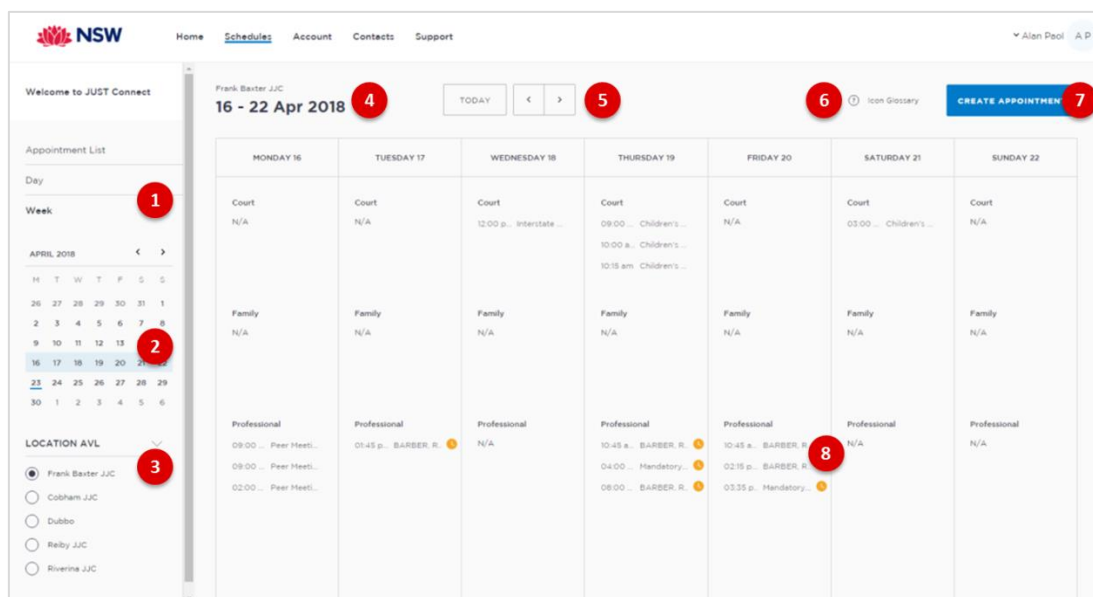 NSW Home Schedules Account Contacts Support Alan Paol A P
Welcome to JUST Connect
Appointment List
Day
Week
1
APRIL 2018 < >
M T W T F S S
26 27 28 29 30 31 1
2 3 4 5 6 7 8
9 10 11 12 13
2
16 17 18 19 20 21 22
23 24 25 26 27 28 29
30 1 2 3 4 5 6
LOCATION AVL
3
Frank Baxter JJC
Cobham JJC
Dubbo
Reiby JJC
Riverina JJC
Frank Baxter JJC
16 - 22 Apr 2018 4 TODAY < > 5 6 ? Icon Glossary CREATE APPOINTMENT 7
MONDAY 16 TUESDAY 17 WEDNESDAY 18 THURSDAY 19 FRIDAY 20 SATURDAY 21 SUNDAY 22
Court Court Court Court Court Court Court
N/A N/A 12:00 p... Interstate ... 09:00 ... Children's ... N/A 03:00 ... Children's ... N/A
10:00 a... Children's ...
10:15 am Children's ...
Family Family Family Family Family Family Family
N/A N/A N/A N/A N/A N/A N/A
Professional Professional Professional Professional Professional Professional Professional
09:00 ... Peer Meeti... 01:45 p... BARBER, R. N/A 10:45 a... BARBER, R. 10:45 a... BARBER, R. N/A N/A
09:00 ... Peer Meeti... 04:00 ... Mandatory... 02:15 p... BARBER, R. 8
02:00 ... Peer Meeti... 08:00 ... BARBER, R. 03:35 p... Mandatory...